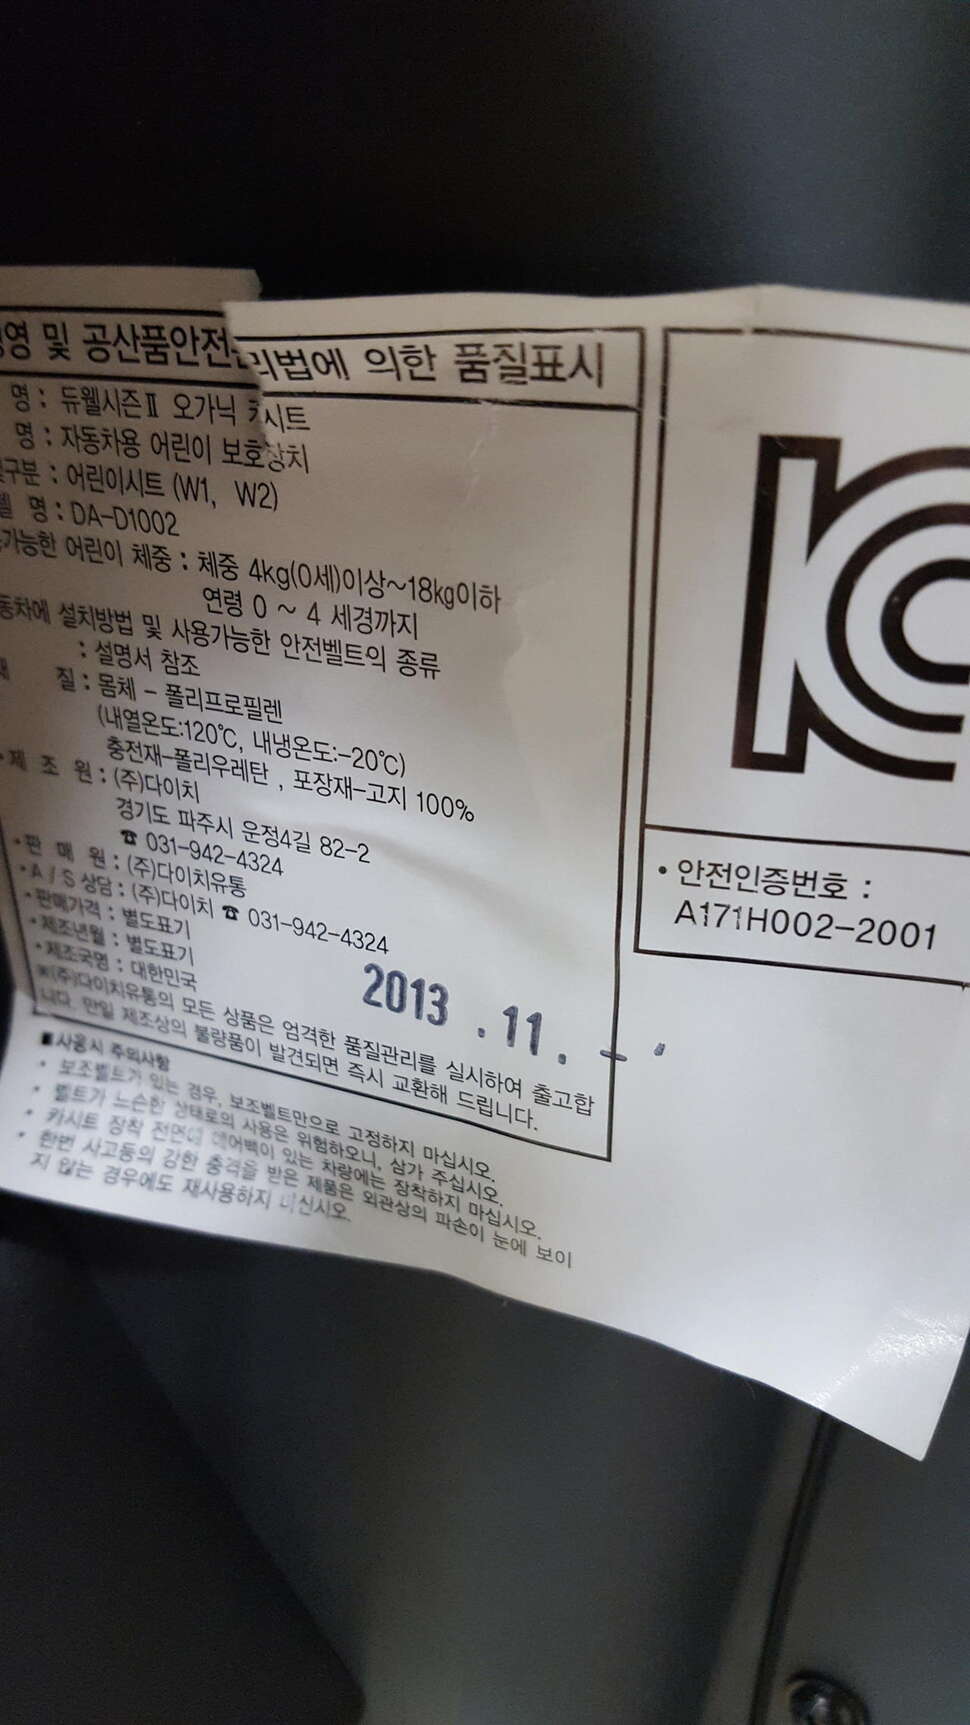 영 및 공산품안전 리법에 의한 품질표시
명 : 듀웰시즌Ⅱ 오가닉 카시트
명 : 자동차용 어린이 보호장치
구분 : 어린이시트 (W1, W2)
델 명 : DA-D1002
가능한 어린이 체중 : 체중 4kg(0세)이상~18kg이하
연령 0 ~ 4 세경까지
동차에 설치방법 및 사용가능한 안전벨트의 종류
: 설명서 참조
질 : 몸체 - 폴리프로필렌
(내열온도:120℃, 내냉온도:-20℃)
충전재-폴리우레탄 , 포장재-고지 100%
• 제 조 원 : (주)다이치
경기도 파주시 운정4길 82-2
☎ 031-942-4324
• 판 매 원 : (주)다이치유통
• A / S 상담 : (주)다이치 ☎ 031-942-4324
• 판매가격 : 별도표기
• 제조년월 : 별도표기
• 제조국명 : 대한민국
2013 . 11 . -
※(주)다이치유통의 모든 상품은 엄격한 품질관리를 실시하여 출고합
니다. 만일 제조상의 불량품이 발견되면 즉시 교환해 드립니다.
■ 사용시 주의사항
• 보조벨트가 있는 경우, 보조벨트만으로 고정하지 마십시오.
• 벨트가 느슨한 상태로의 사용은 위험하오니, 삼가 주십시오.
• 카시트 장착 전면에 에어백이 있는 차량에는 장착하지 마십시오.
• 한번 사고등의 강한 충격을 받은 제품은 외관상의 파손이 눈에 보이
지 않는 경우에도 재사용하지 마십시오.
KC
• 안전인증번호 :
A171H002-2001